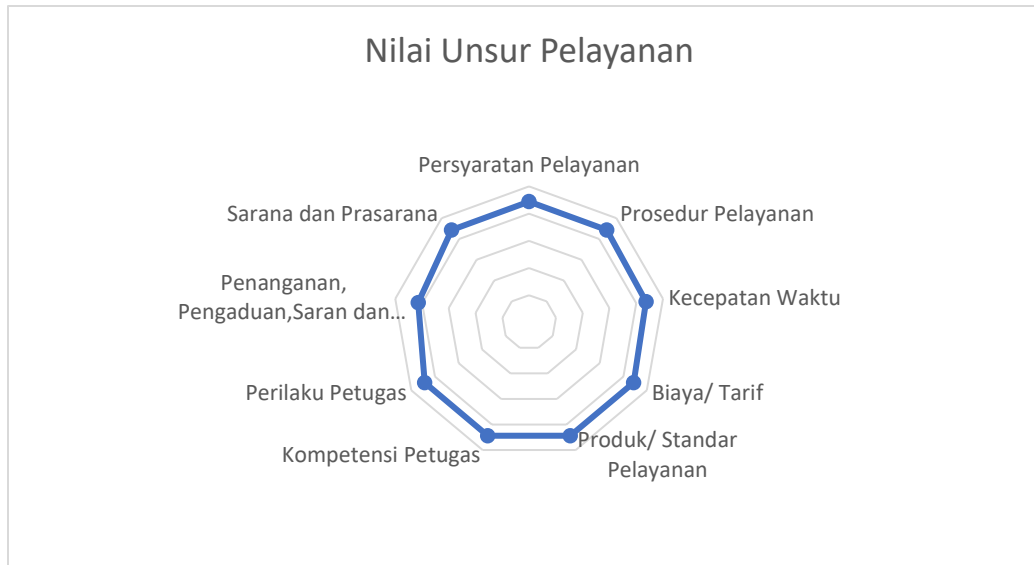 Nilai Unsur Pelayanan
Persyaratan Pelayanan
Prosedur Pelayanan
Kecepatan Waktu
Biaya/ Tarif
Produk/ Standar
Pelayanan
Kompetensi Petugas
Perilaku Petugas
Penanganan,
Pengaduan,Saran dan...
Sarana dan Prasarana